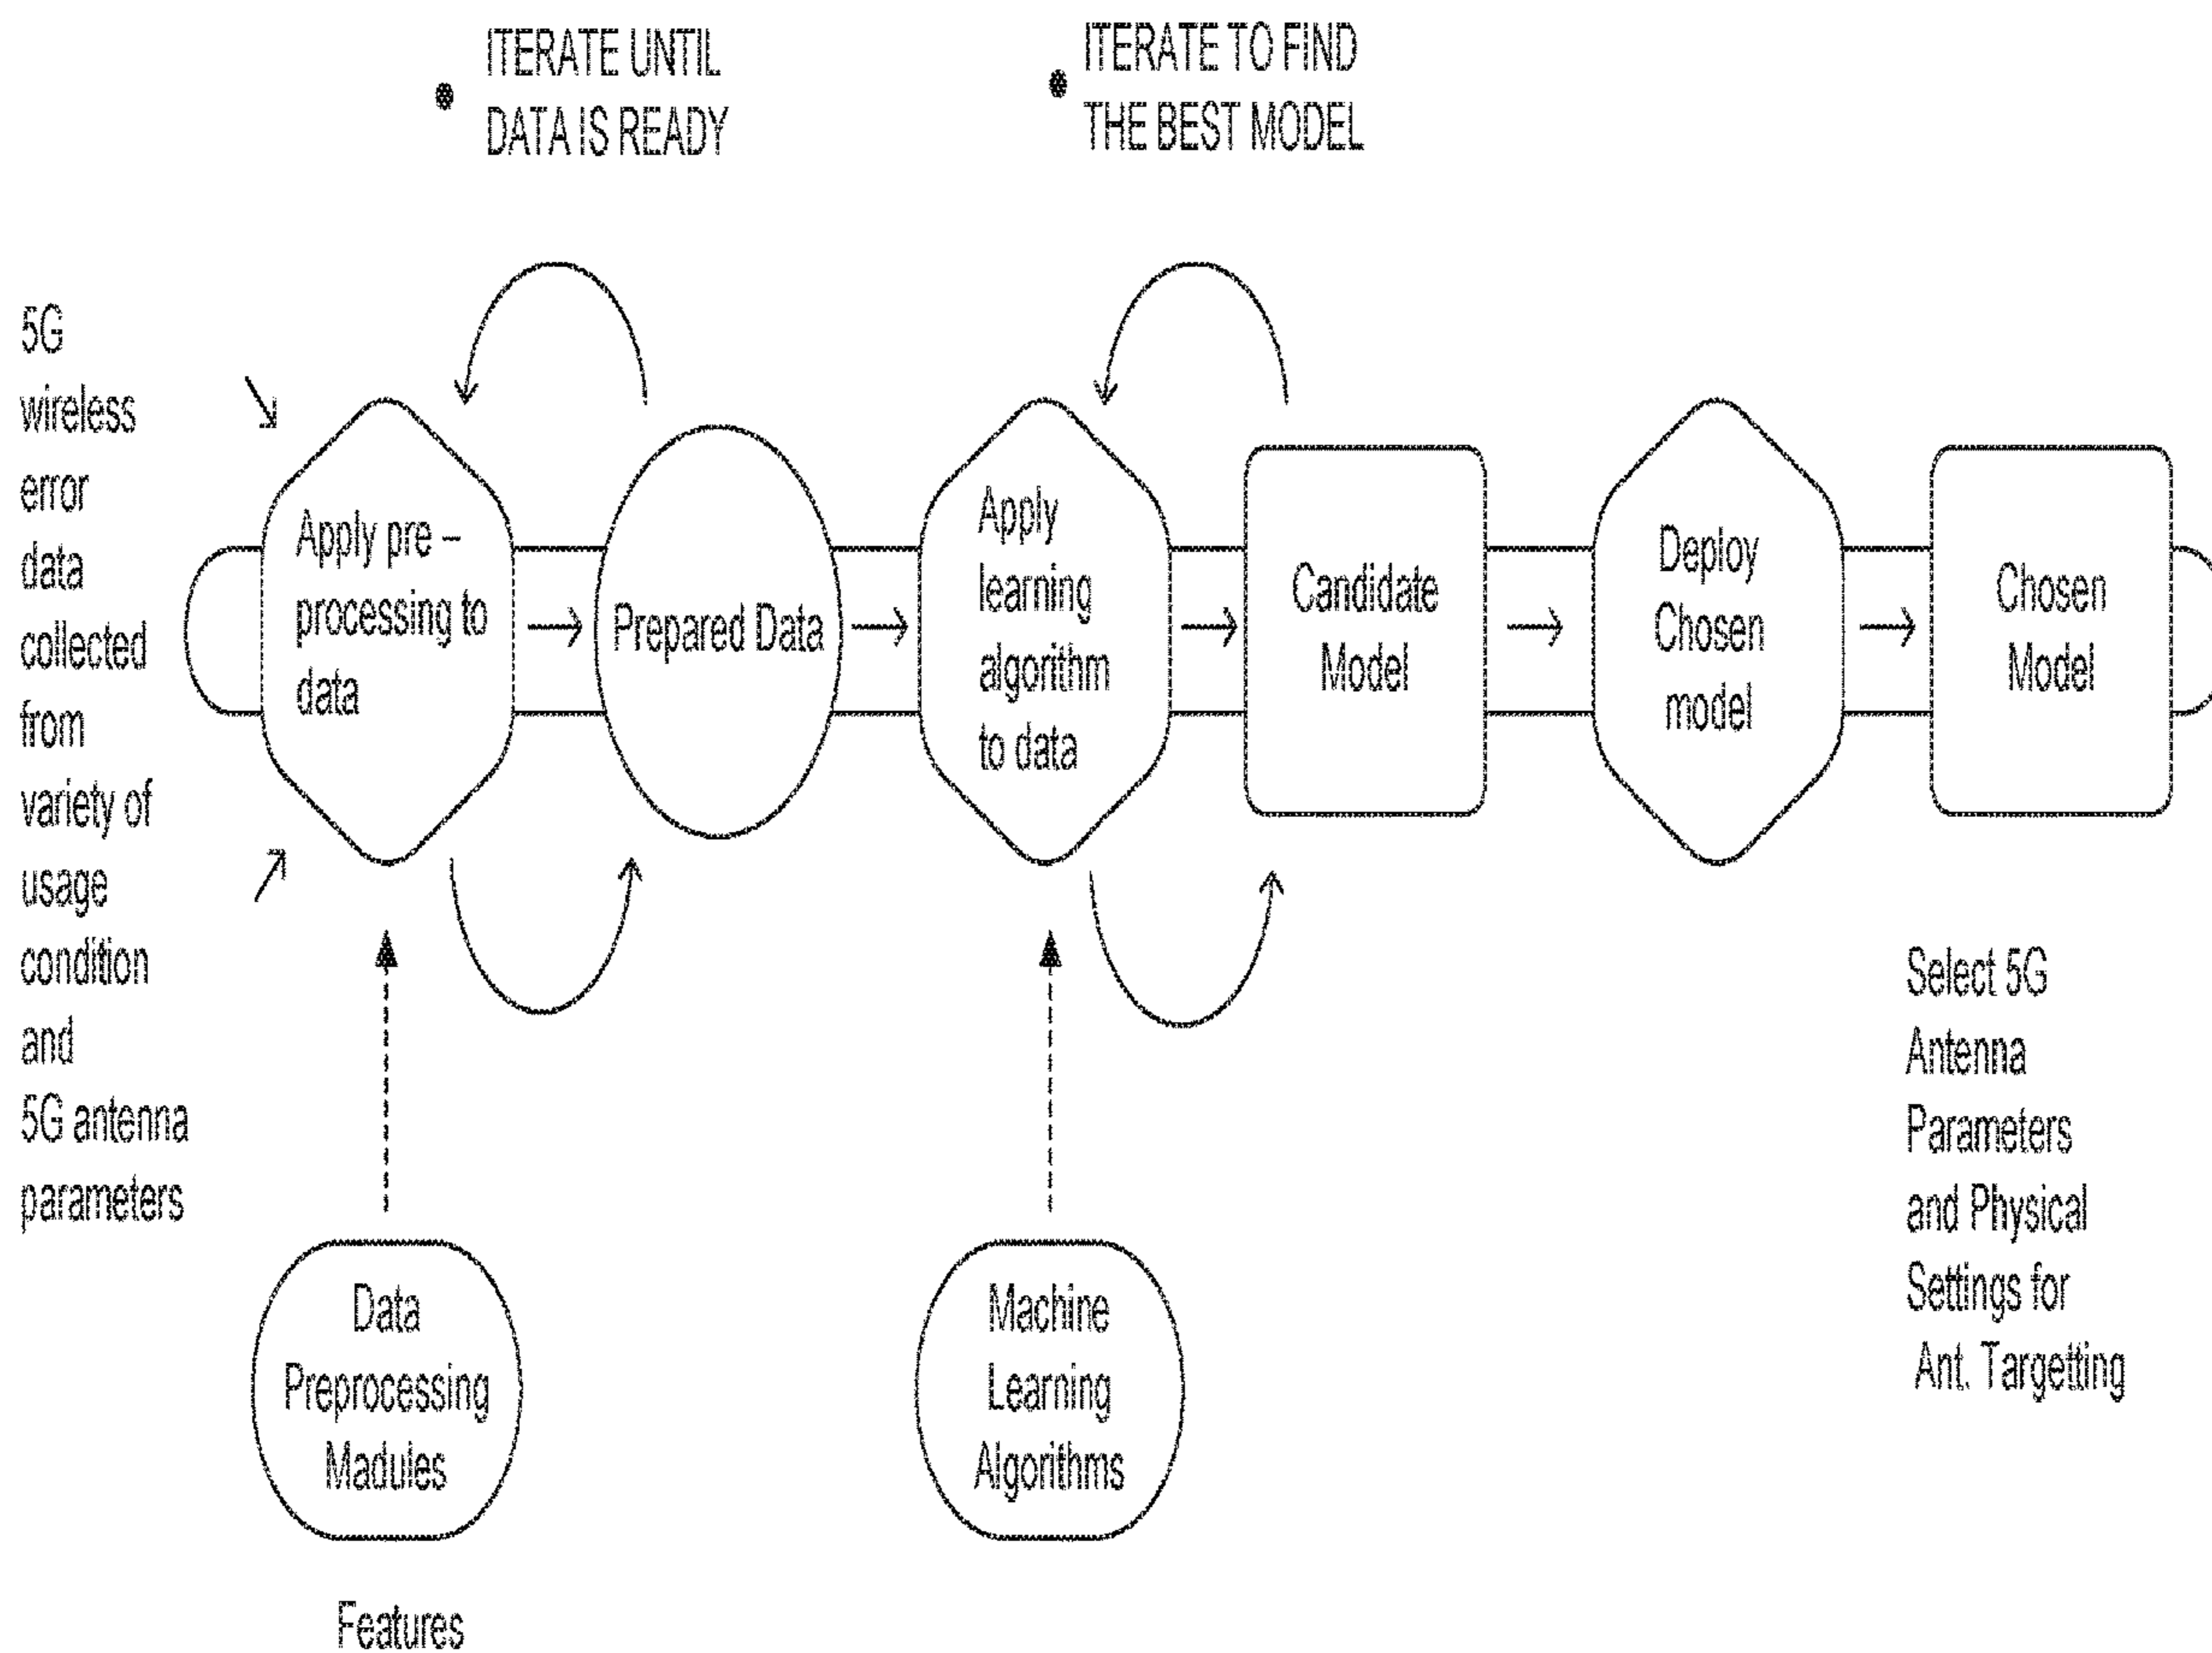 ITERATE UNTIL
DATA IS READY
ITERATE TO FIND
THE BEST MODEL
5G
wireless
error
data
collected
from
variety of
usage
condition
and
5G antenna
parameters
Apply pre –
processing to
data
Prepared Data
Apply
learning
algorithm
to data
Candidate
Model
Deploy
Chosen
model
Chosen
Model
Select 5G
Antenna
Parameters
and Physical
Settings for
Ant. Targetting
Data
Preprocessing
Madules
Machine
Learning
Algorithms
Features